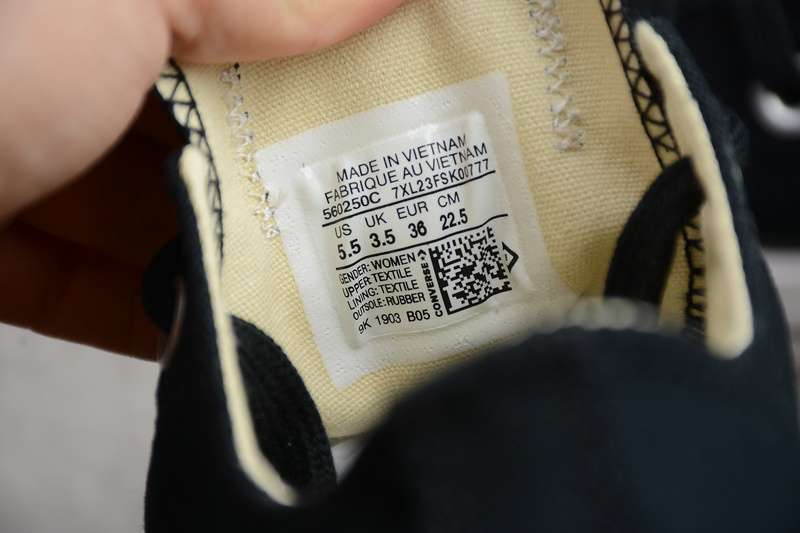 MADE IN VIETNAM
FABRIQUE AU VIETNAM
560250C 7XL23FSK00777
US UK EUR CM
5.5 3.5 36 22.5
GENDER: WOMEN
UPPER: TEXTILE
LINING: TEXTILE
OUTSOLE: RUBBER
9K 1903 B05
CONVERSE